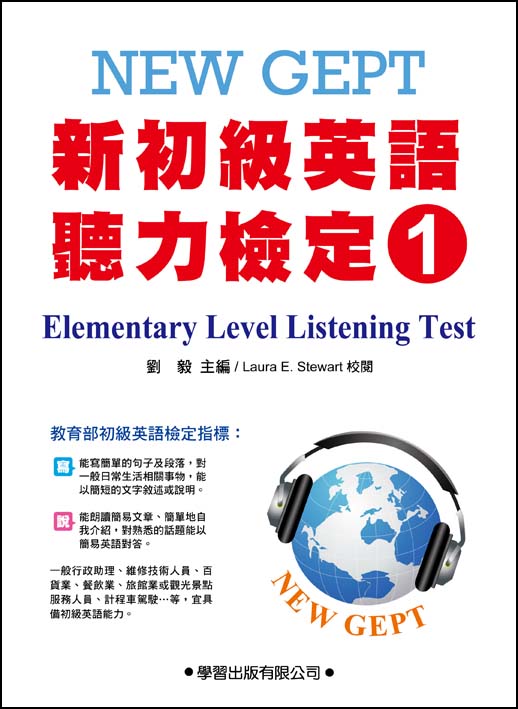 NEW GEPT
新初級英語
聽力檢定1
Elementary Level Listening Test
劉 毅 主編 / Laura E. Stewart 校閱
教育部初級英語檢定指標：
寫 能寫簡單的句子及段落，對
一般日常生活相關事物，能
以簡短的文字敘述或說明。
說 能朗讀簡易文章、簡單地自
我介紹，對熟悉的話題能以
簡易英語對答。
一般行政助理、維修技術人員、百
貨業、餐飲業、旅館業或觀光景點
服務人員、計程車駕駛…等，宜具
備初級英語能力。
NEW GEPT
• 學習出版有限公司 •